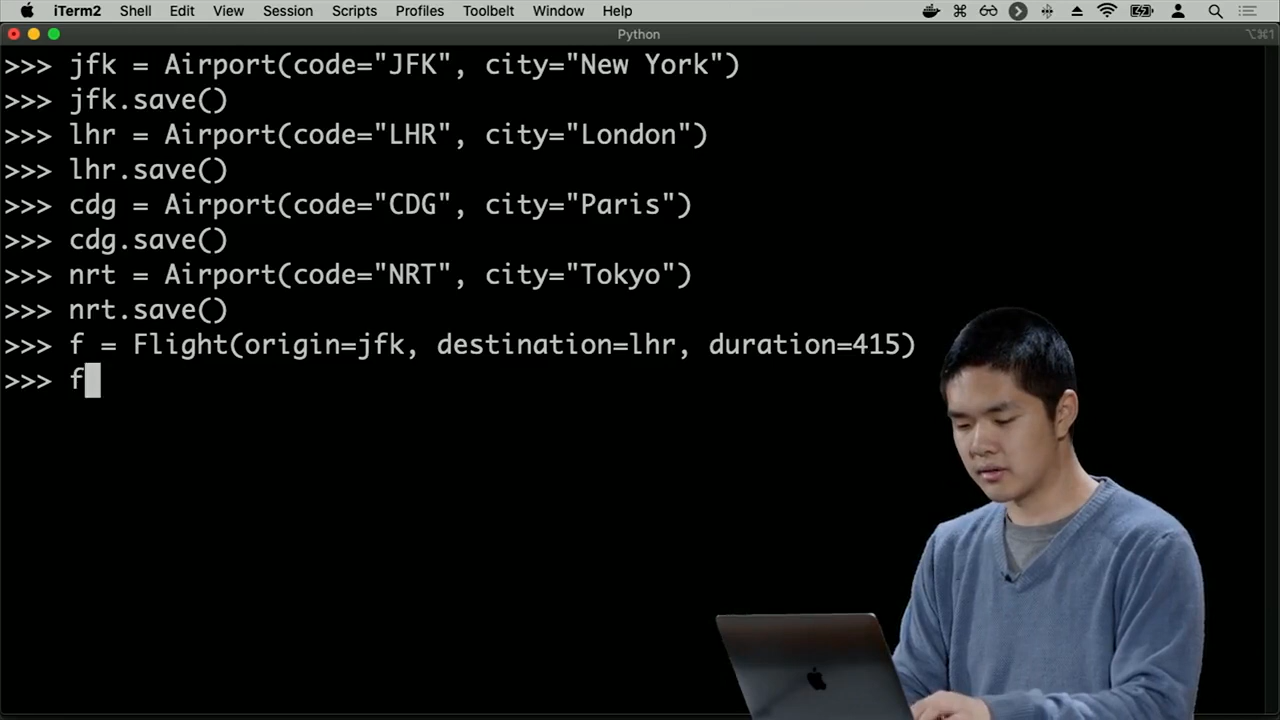 iTerm2 Shell Edit View Session Scripts Profiles Toolbelt Window Help
Python
⌥⌘1
>>> jfk = Airport(code="JFK", city="New York")
>>> jfk.save()
>>> lhr = Airport(code="LHR", city="London")
>>> lhr.save()
>>> cdg = Airport(code="CDG", city="Paris")
>>> cdg.save()
>>> nrt = Airport(code="NRT", city="Tokyo")
>>> nrt.save()
>>> f = Flight(origin=jfk, destination=lhr, duration=415)
>>> f